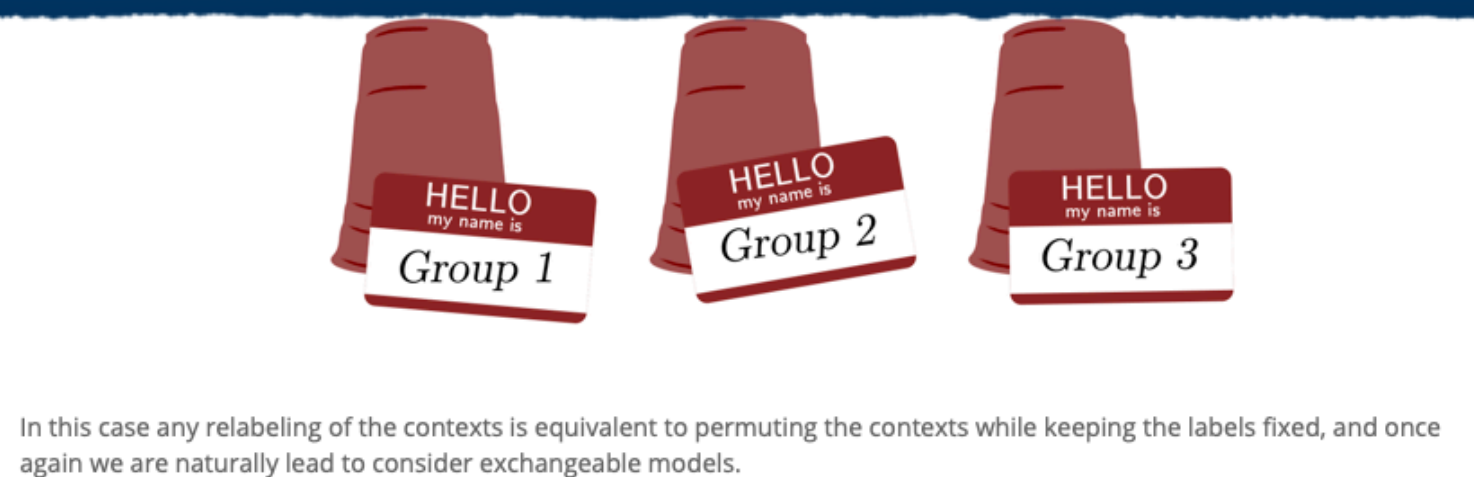 HELLO
my name is
Group 1
HELLO
my name is
Group 2
HELLO
my name is
Group 3
In this case any relabeling of the contexts is equivalent to permuting the contexts while keeping the labels fixed, and once
again we are naturally lead to consider exchangeable models.